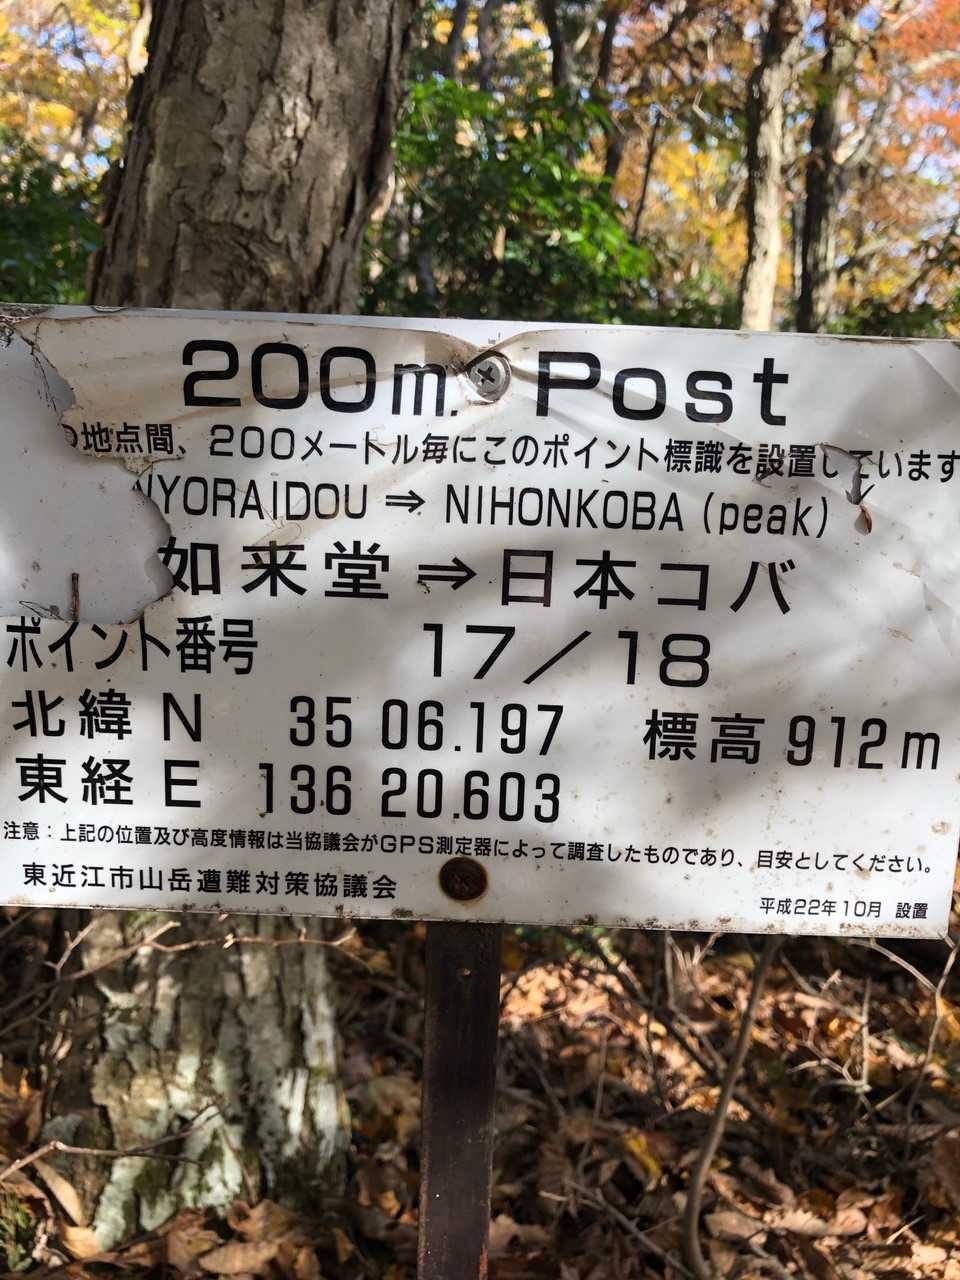 200m Post
地点間、200メートル毎にこのポイント標識を設置しています
NYORAIDOU ⇒ NIHONKOBA (peak)
如来堂 ⇒ 日本コバ
ポイント番号 17／18
北緯 N 35 06.197 標高 912m
東経 E 136 20.603
注意：上記の位置及び高度情報は当協議会がGPS測定器によって調査したものであり、目安としてください。
東近江市山岳遭難対策協議会
平成22年10月 設置